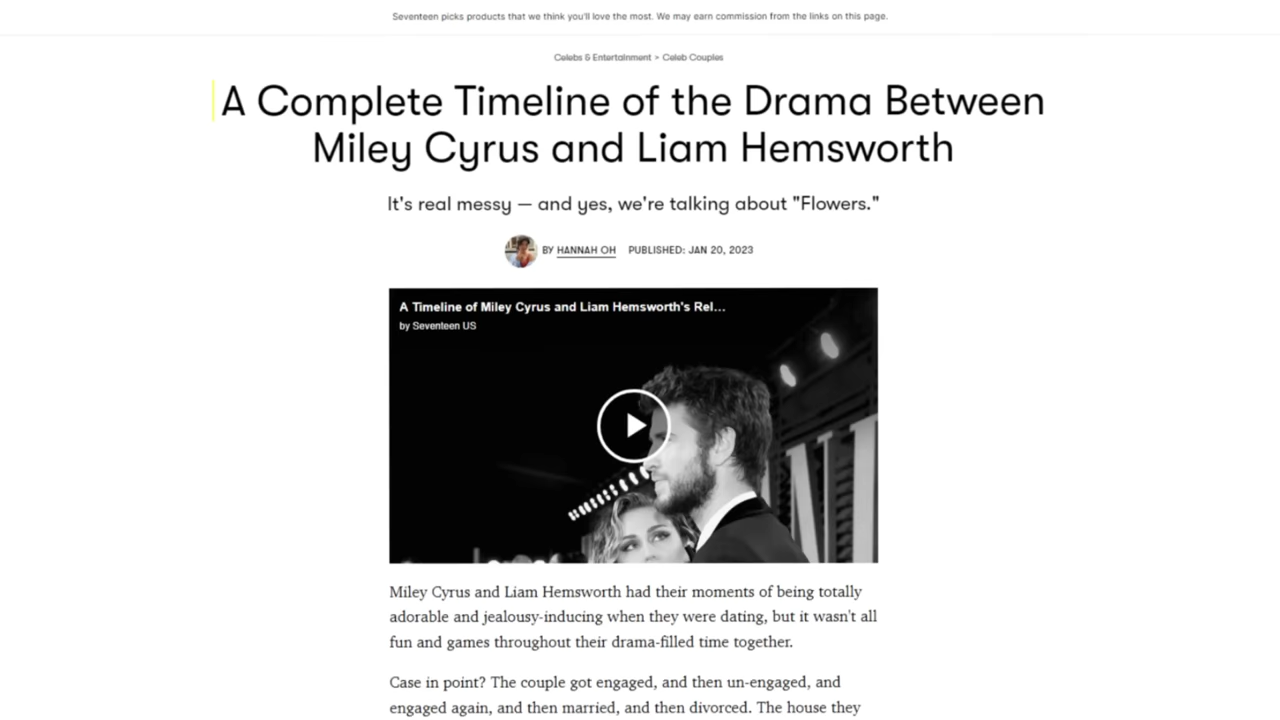 Seventeen picks products that we think you'll love the most. We may earn commission from the links on this page.
Celebs & Entertainment > Celeb Couples
A Complete Timeline of the Drama Between
Miley Cyrus and Liam Hemsworth
It's real messy — and yes, we're talking about "Flowers."
BY HANNAH OH PUBLISHED: JAN 20, 2023
A Timeline of Miley Cyrus and Liam Hemsworth's Rel...
by Seventeen US
Miley Cyrus and Liam Hemsworth had their moments of being totally
adorable and jealousy-inducing when they were dating, but it wasn't all
fun and games throughout their drama-filled time together.
Case in point? The couple got engaged, and then un-engaged, and
engaged again, and then married, and then divorced. The house they